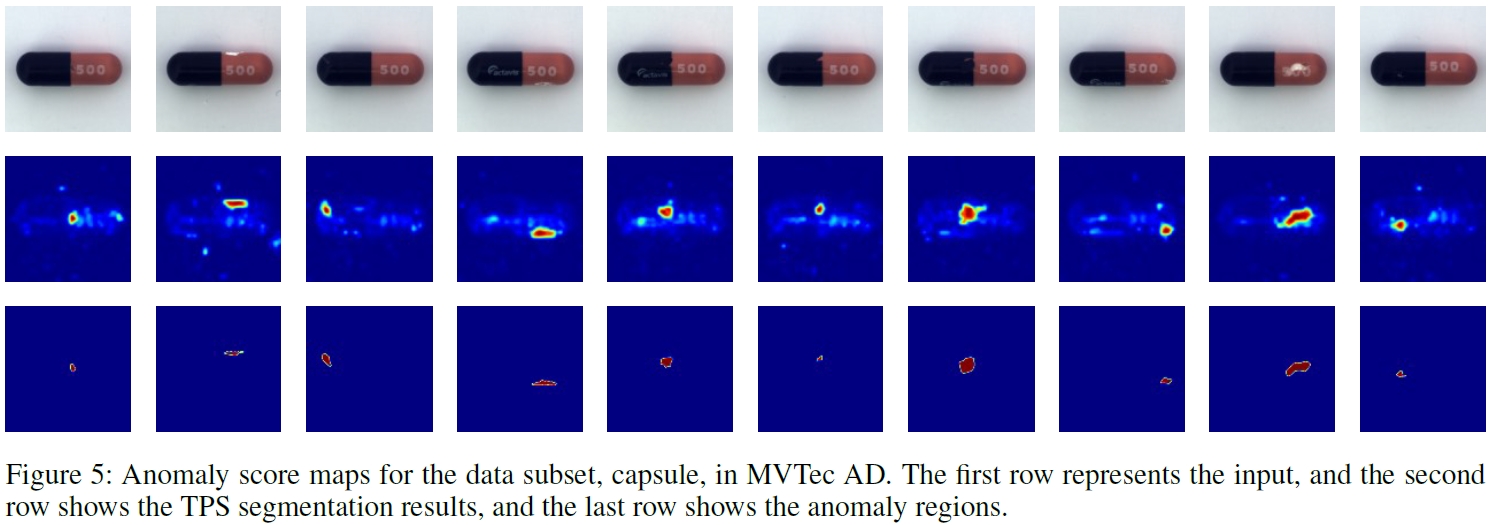 500 500 500 actavis 500 actavis 500 500 500 500 500 500
Figure 5: Anomaly score maps for the data subset, capsule, in MVTec AD. The first row represents the input, and the second
row shows the TPS segmentation results, and the last row shows the anomaly regions.